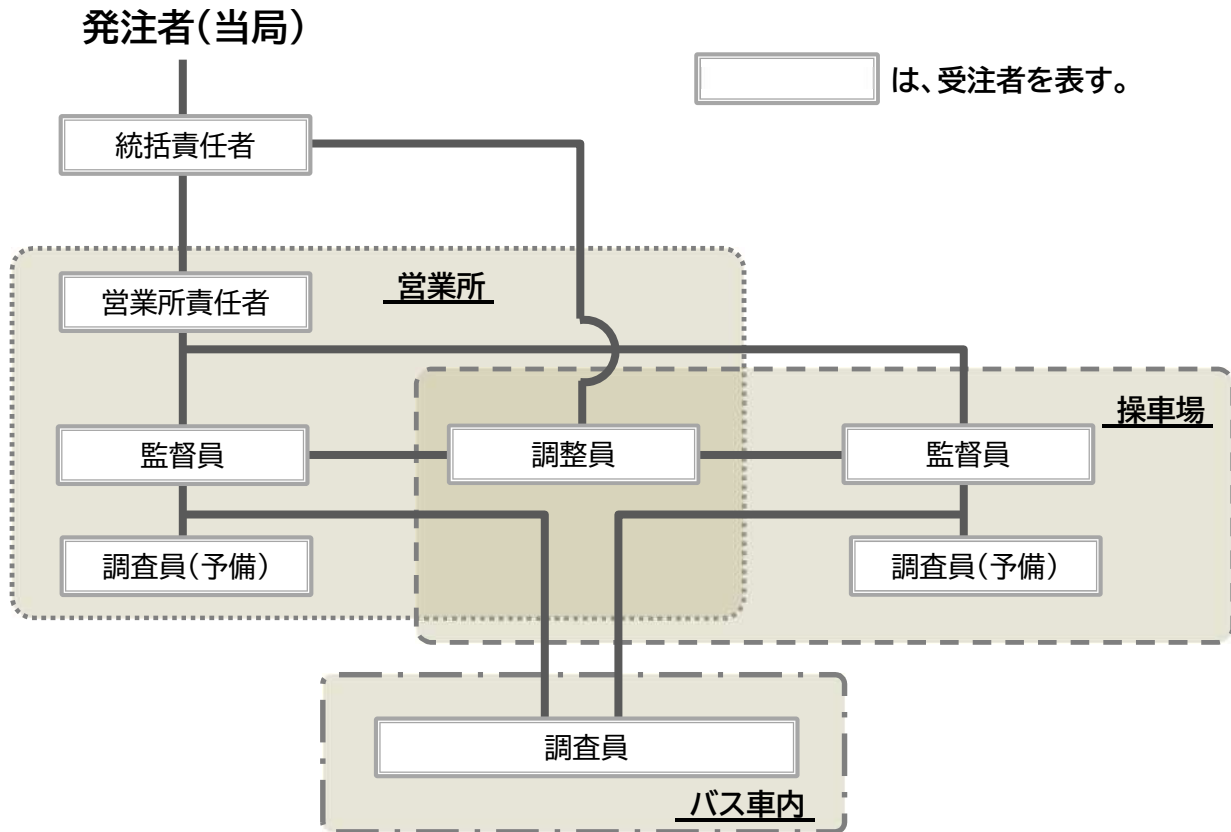 発注者(当局)
は、受注者を表す。
統括責任者
営業所責任者
営業所
操車場
監督員
調整員
監督員
調査員(予備)
調査員(予備)
調査員
バス車内